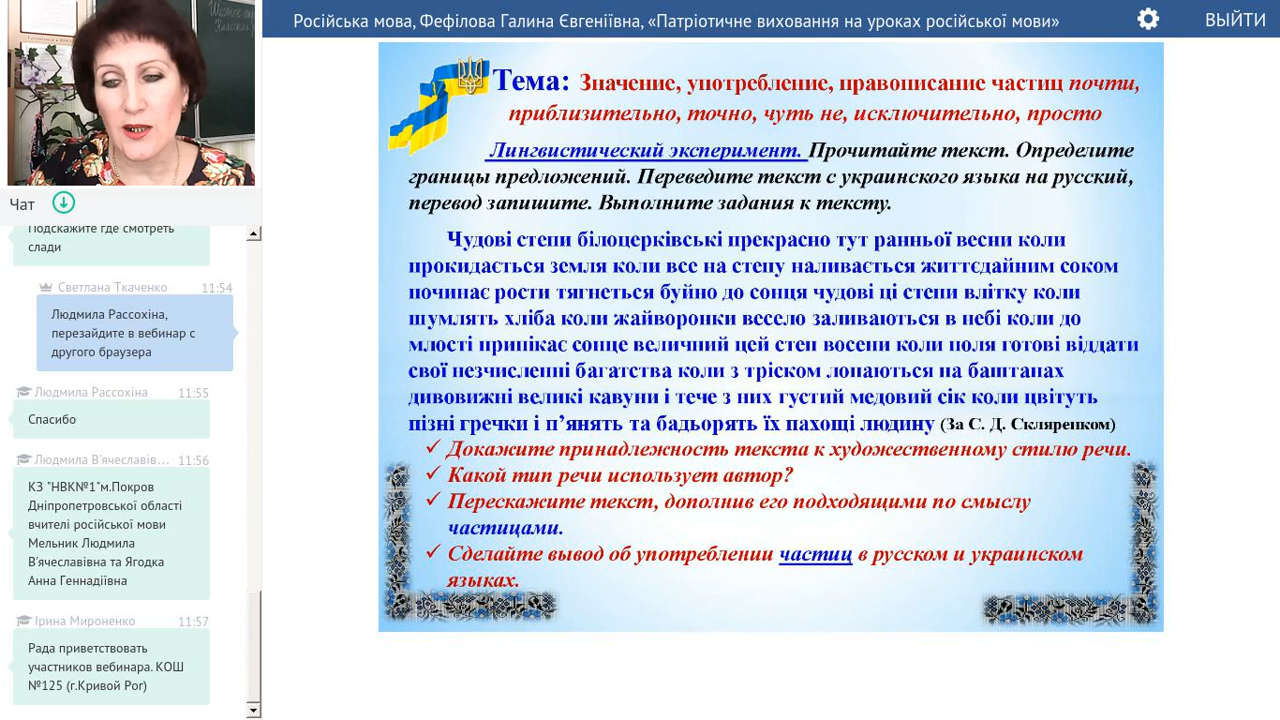 Російська мова, Фефілова Галина Євгеніївна, «Патріотичне виховання на уроках російської мови»
ВЫЙТИ
Чат
Подскажите где смотреть
слади
Светлана Ткаченко 11:54
Людмила Рассохіна,
перезайдите в вебинар с
другого браузера
Людмила Рассохіна 11:55
Спасибо
Людмила В'ячеславів... 11:56
КЗ "НВК№1"м.Покров
Дніпропетровської області
вчителі російської мови
Мельник Людмила
В'ячеславівна та Ягодка
Анна Геннадіївна
Ірина Мироненко 11:57
Рада приветствовать
участников вебинара. КОШ
№125 (г.Кривой Рог)
Тема: Значение, употребление, правописание частиц почти,
приблизительно, точно, чуть не, исключительно, просто
Лингвистический эксперимент. Прочитайте текст. Определите
границы предложений. Переведите текст с украинского языка на русский,
перевод запишите. Выполните задания к тексту.
Чудові степи білоцерківські прекрасно тут ранньої весни коли
прокидається земля коли все на степу наливається життєдайним соком
починає рости тягнеться буйно до сонця чудові ці степи влітку коли
шумлять хліба коли жайворонки весело заливаються в небі коли до
млості припікає сонце величний цей степ восени коли поля готові віддати
свої незчисленні багатства коли з тріском лопаються на баштанах
дивовижні великі кавуни і тече з них густий медовий сік коли цвітуть
пізні гречки і п’янять та бадьорять їх пахощі людину (За С. Д. Скляренком)
✓ Докажите принадлежность текста к художественному стилю речи.
✓ Какой тип речи использует автор?
✓ Перескажите текст, дополнив его подходящими по смыслу
частицами.
✓ Сделайте вывод об употреблении частиц в русском и украинском
языках.